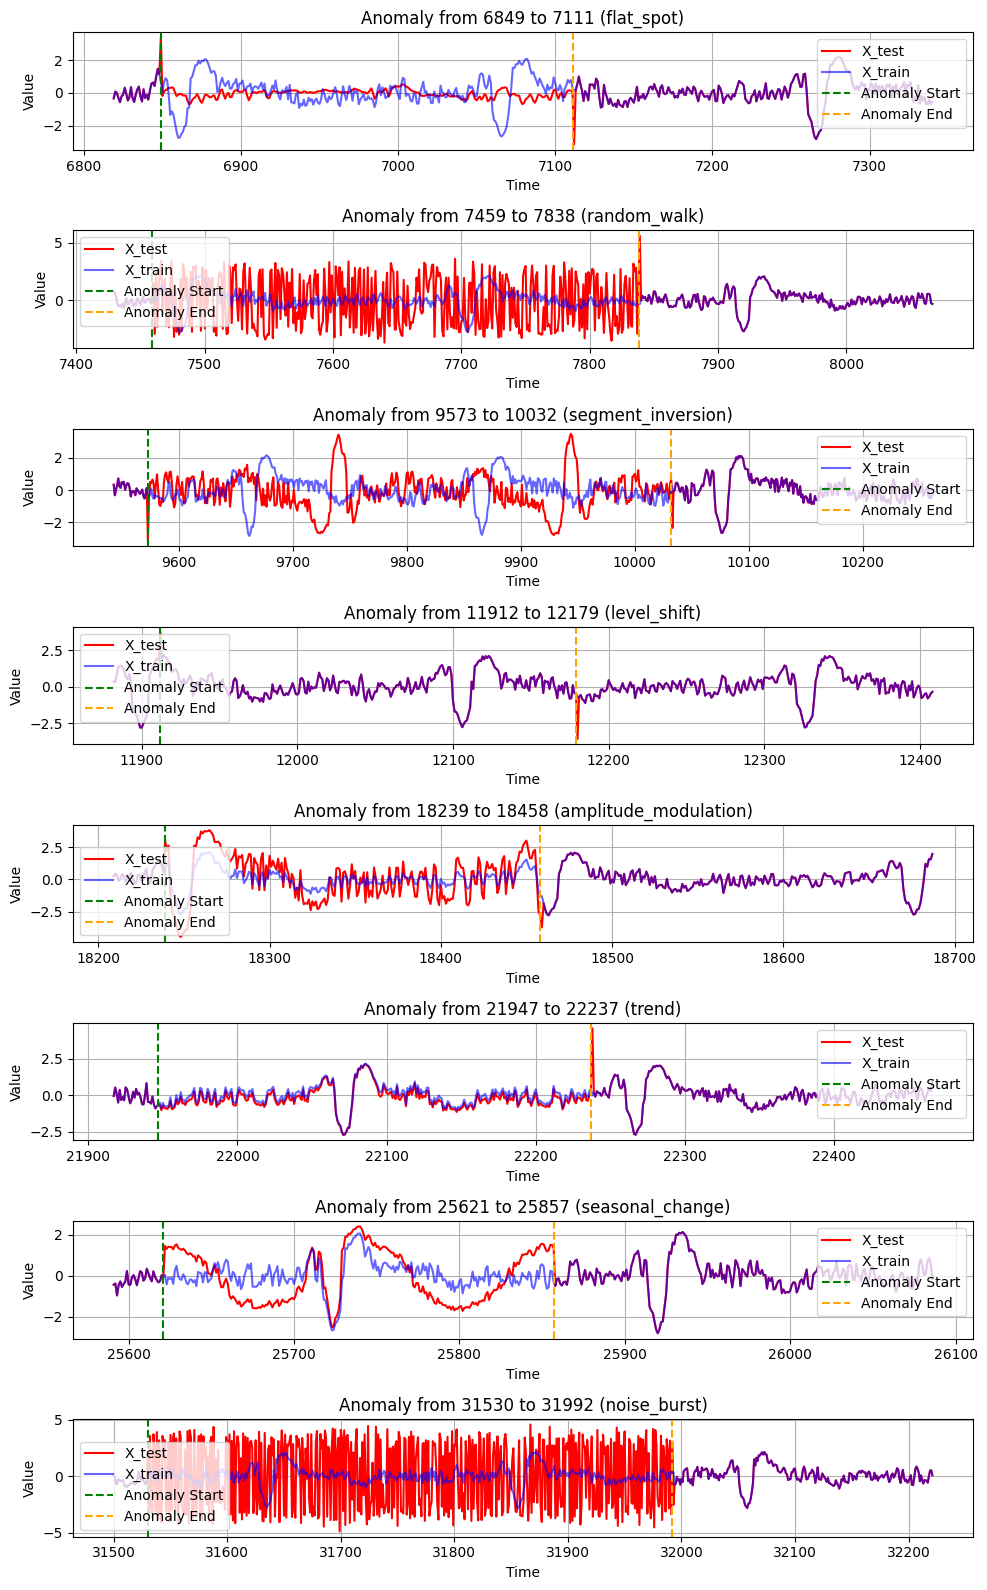 Anomaly from 6849 to 7111 (flat_spot)
Value
2
0
−2
X_test
X_train
Anomaly Start
Anomaly End
6800 6900 7000 7100 7200 7300
Time
Anomaly from 7459 to 7838 (random_walk)
Value
5
0
X_test
X_train
Anomaly Start
Anomaly End
7400 7500 7600 7700 7800 7900 8000
Time
Anomaly from 9573 to 10032 (segment_inversion)
Value
2
0
−2
X_test
X_train
Anomaly Start
Anomaly End
9600 9700 9800 9900 10000 10100 10200
Time
Anomaly from 11912 to 12179 (level_shift)
Value
2.5
0.0
−2.5
X_test
X_train
Anomaly Start
Anomaly End
11900 12000 12100 12200 12300 12400
Time
Anomaly from 18239 to 18458 (amplitude_modulation)
Value
2.5
0.0
−2.5
X_test
X_train
Anomaly Start
Anomaly End
18200 18300 18400 18500 18600 18700
Time
Anomaly from 21947 to 22237 (trend)
Value
2.5
0.0
−2.5
X_test
X_train
Anomaly Start
Anomaly End
21900 22000 22100 22200 22300 22400
Time
Anomaly from 25621 to 25857 (seasonal_change)
Value
2
0
−2
X_test
X_train
Anomaly Start
Anomaly End
25600 25700 25800 25900 26000 26100
Time
Anomaly from 31530 to 31992 (noise_burst)
Value
5
0
−5
X_test
X_train
Anomaly Start
Anomaly End
31500 31600 31700 31800 31900 32000 32100 32200
Time